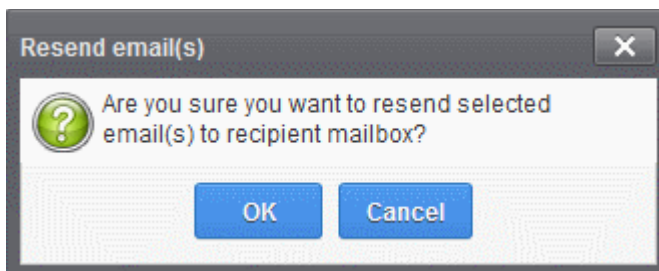 Resend email(s)
Are you sure you want to resend selected
email(s) to recipient mailbox?
OK
Cancel